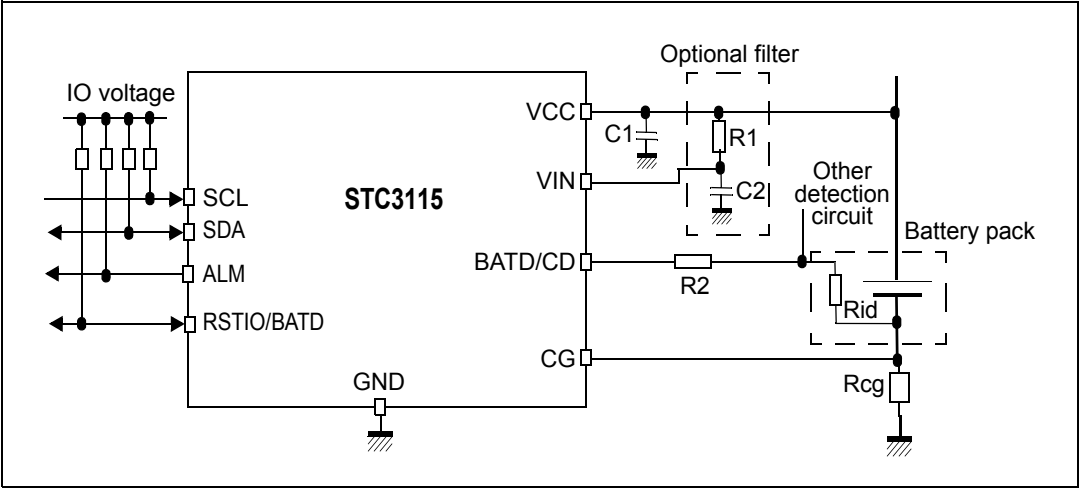 Optional filter
IO voltage
VCC
C1
R1
VIN
C2
Other
detection
circuit
STC3115
SCL
SDA
ALM
RSTIO/BATD
BATD/CD
R2
Battery pack
Rid
CG
GND
Rcg